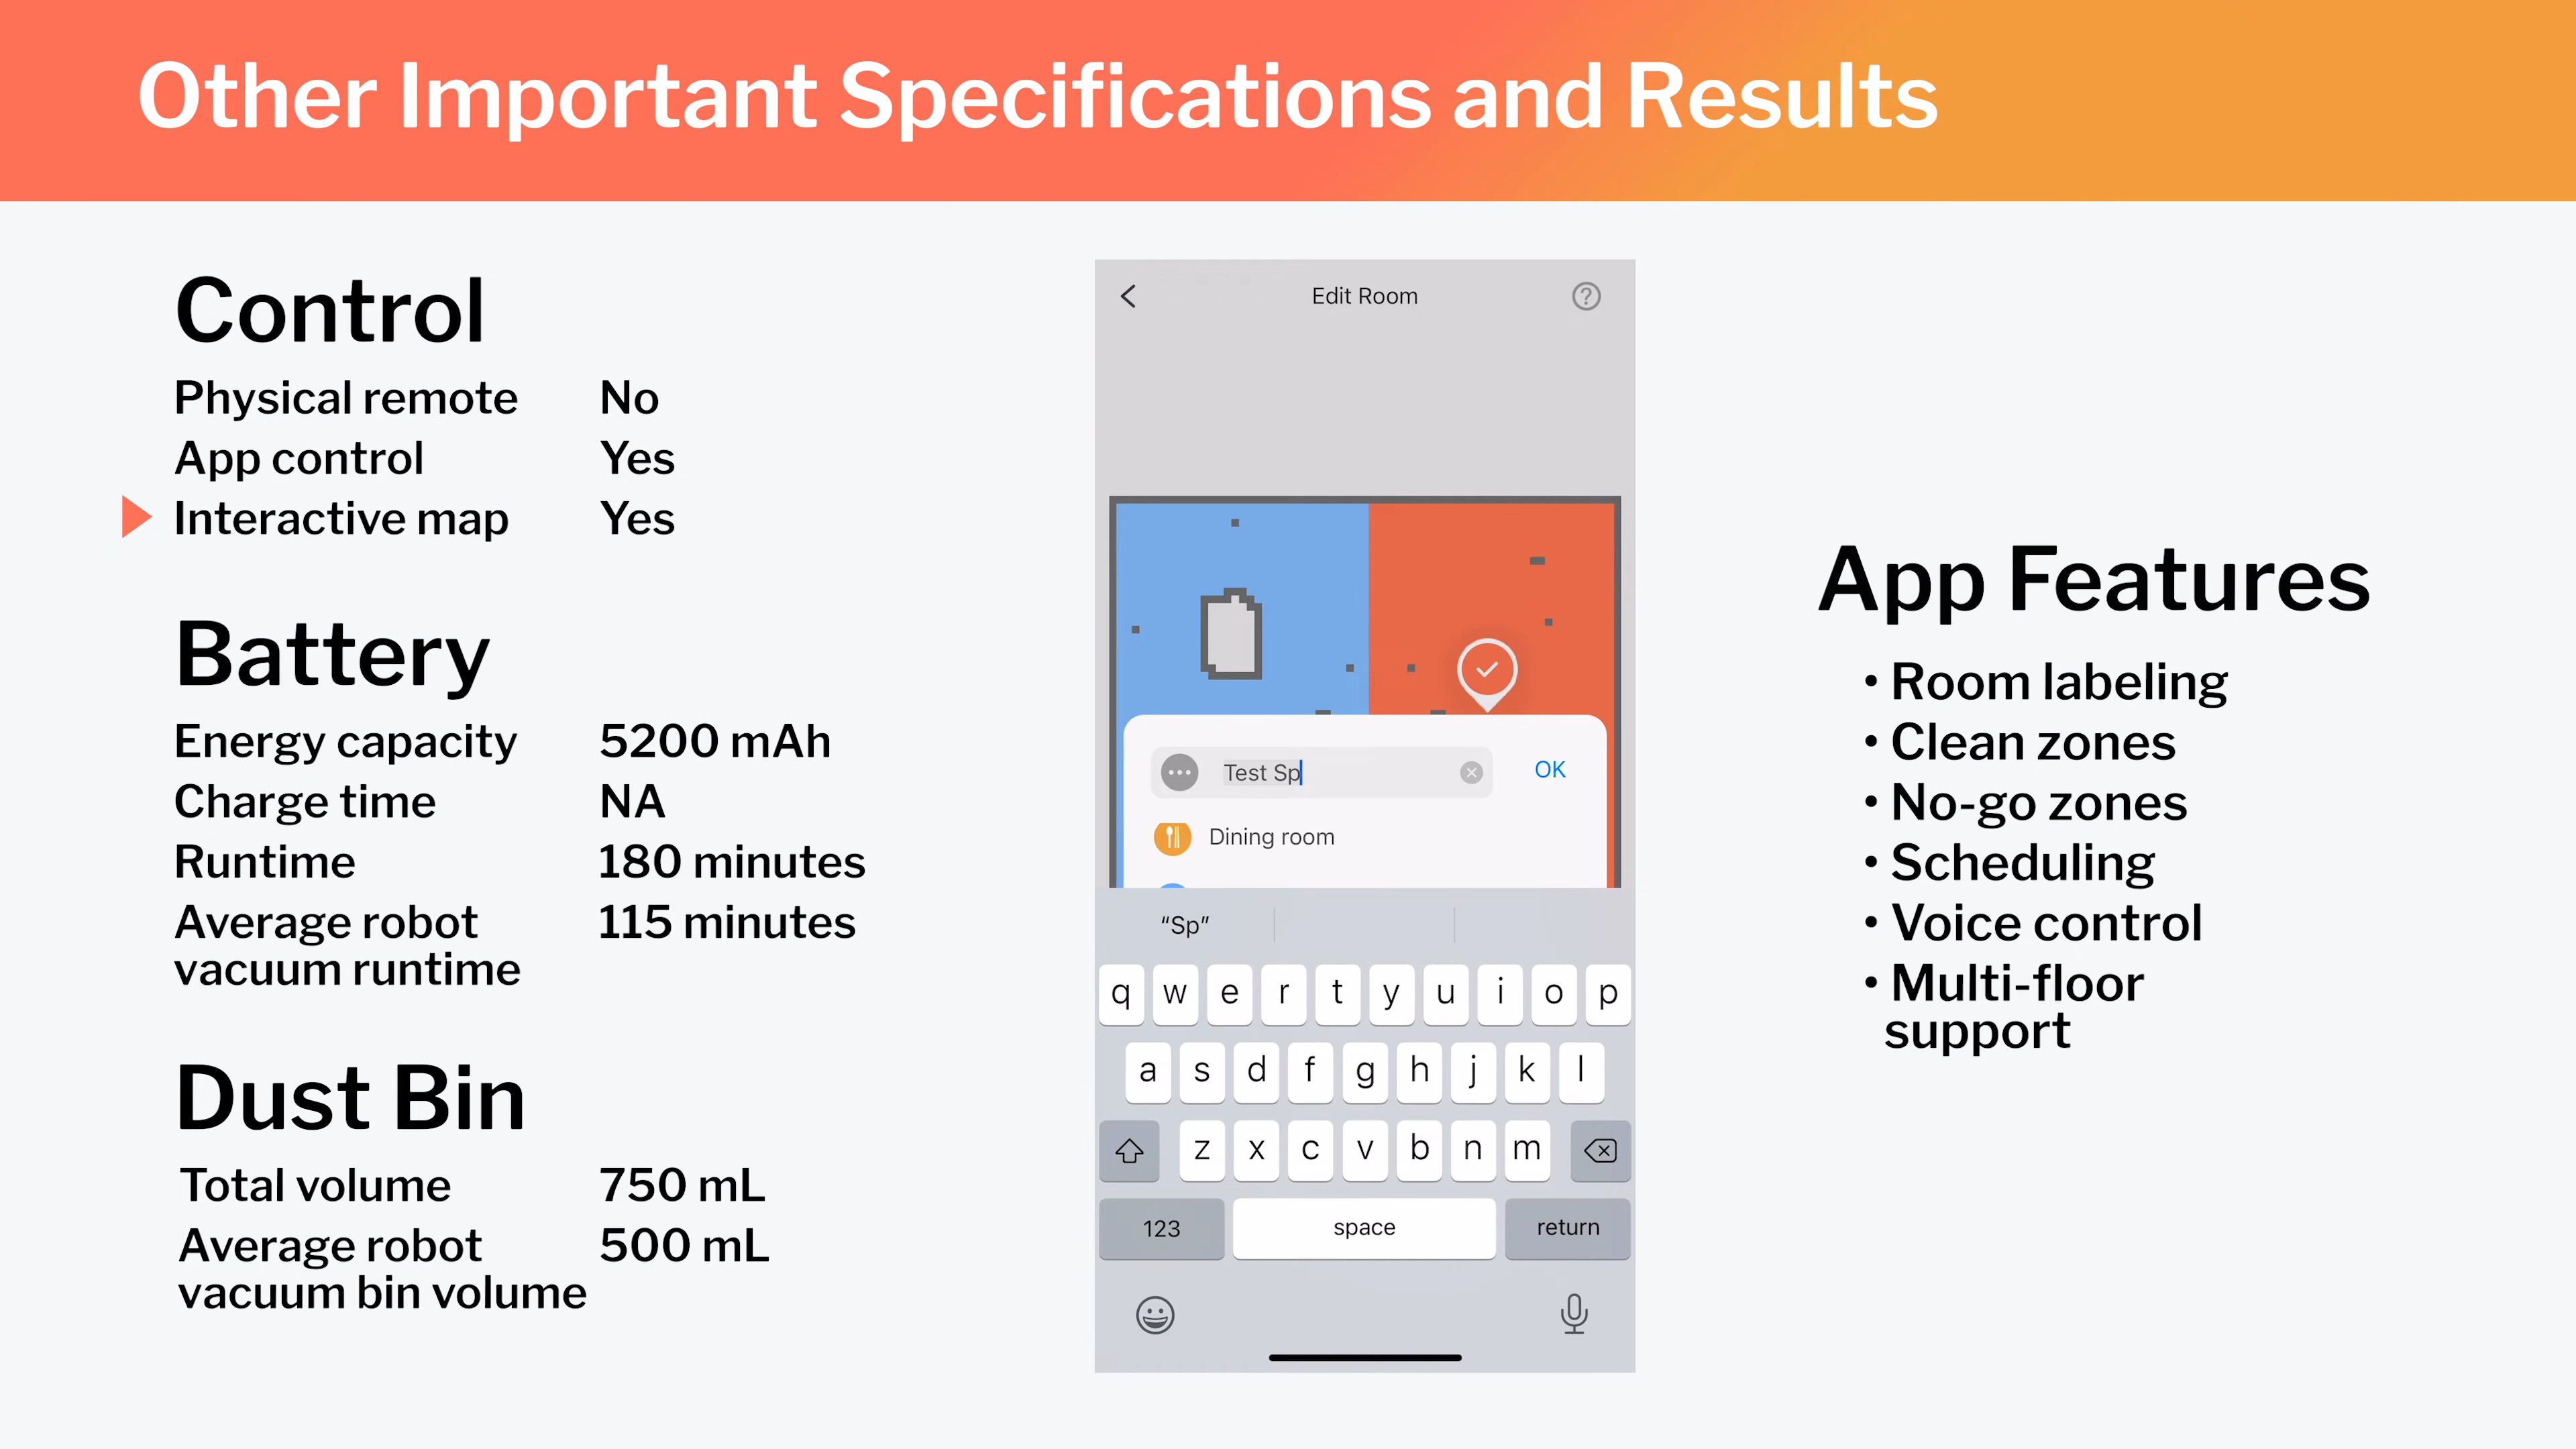 Other Important Specifications and Results
Control
Physical remote No
App control Yes
Interactive map Yes
Battery
Energy capacity 5200 mAh
Charge time NA
Runtime 180 minutes
Average robot 115 minutes
vacuum runtime
Dust Bin
Total volume 750 mL
Average robot 500 mL
vacuum bin volume
Edit Room
Test Sp
OK
Dining room
“Sp”
q w e r t y u i o p
a s d f g h j k l
z x c v b n m
123 space return
App Features
• Room labeling
• Clean zones
• No-go zones
• Scheduling
• Voice control
• Multi-floor
support